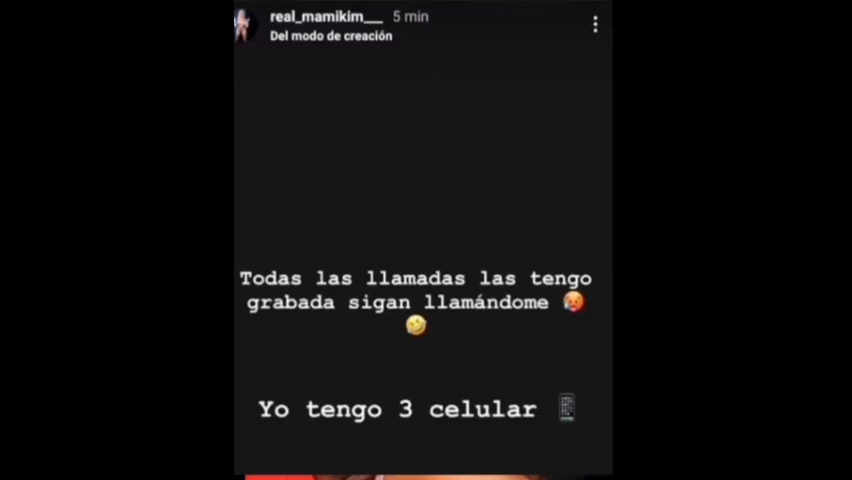 real_mamikim___ 5 min
Del modo de creación
Todas las llamadas las tengo
grabada sigan llamándome 🥵
🤣
Yo tengo 3 celular 📱